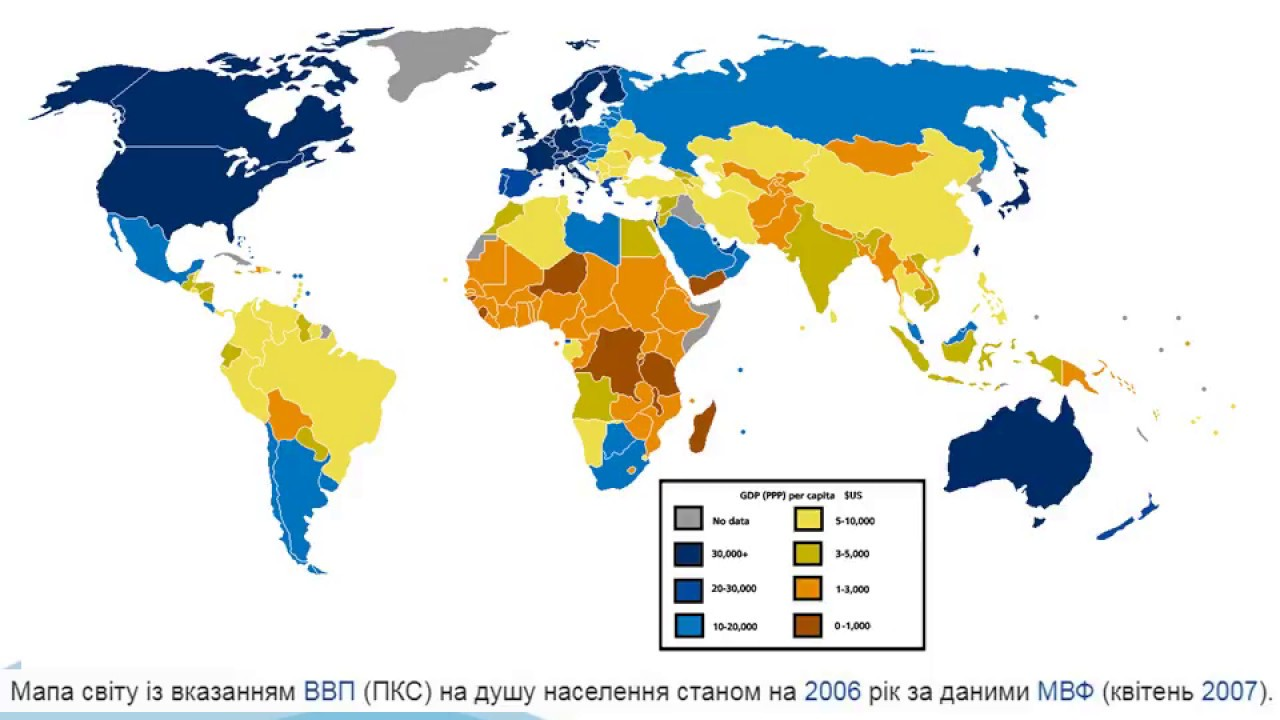 GDP (PPP) per capita $US
No data
30,000+
20-30,000
10-20,000
5-10,000
3-5,000
1-3,000
0-1,000
Мапа світу із вказанням ВВП (ПКС) на душу населення станом на 2006 рік за даними МВФ (квітень 2007).